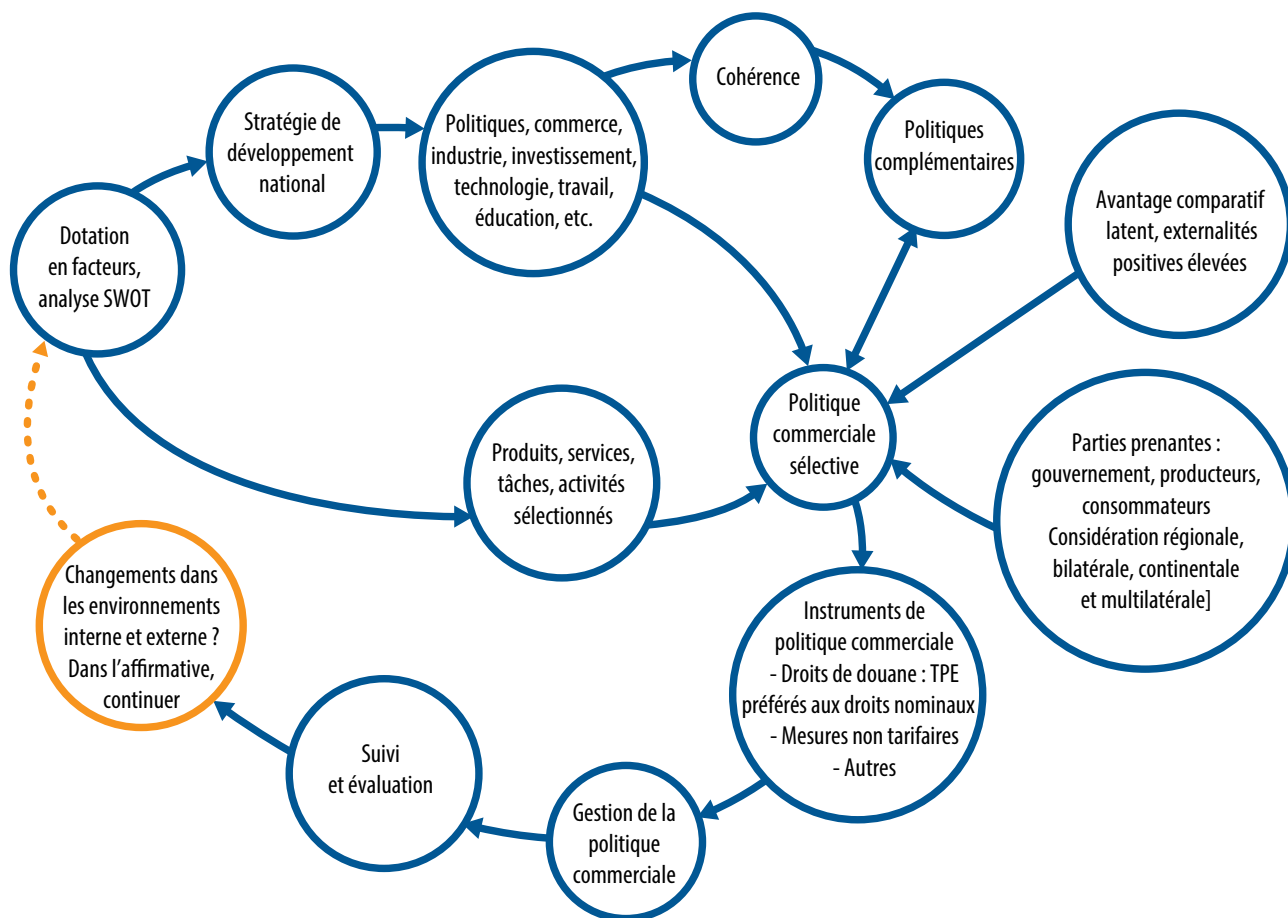 Cohérence
Stratégie de
développement
national
Politiques, commerce,
industrie, investissement,
technologie, travail,
éducation, etc.
Politiques
complémentaires
Avantage comparatif
latent, externalités
positives élevées
Dotation
en facteurs,
analyse SWOT
Politique
commerciale
sélective
Parties prenantes :
gouvernement, producteurs,
consommateurs
Considération régionale,
bilatérale, continentale
et multilatérale]
Produits, services,
tâches, activités
sélectionnés
Changements dans
les environnements
interne et externe ?
Dans l’affirmative,
continuer
Instruments de
politique commerciale
- Droits de douane : TPE
préférés aux droits nominaux
- Mesures non tarifaires
- Autres
Suivi
et évaluation
Gestion de la
politique
commerciale